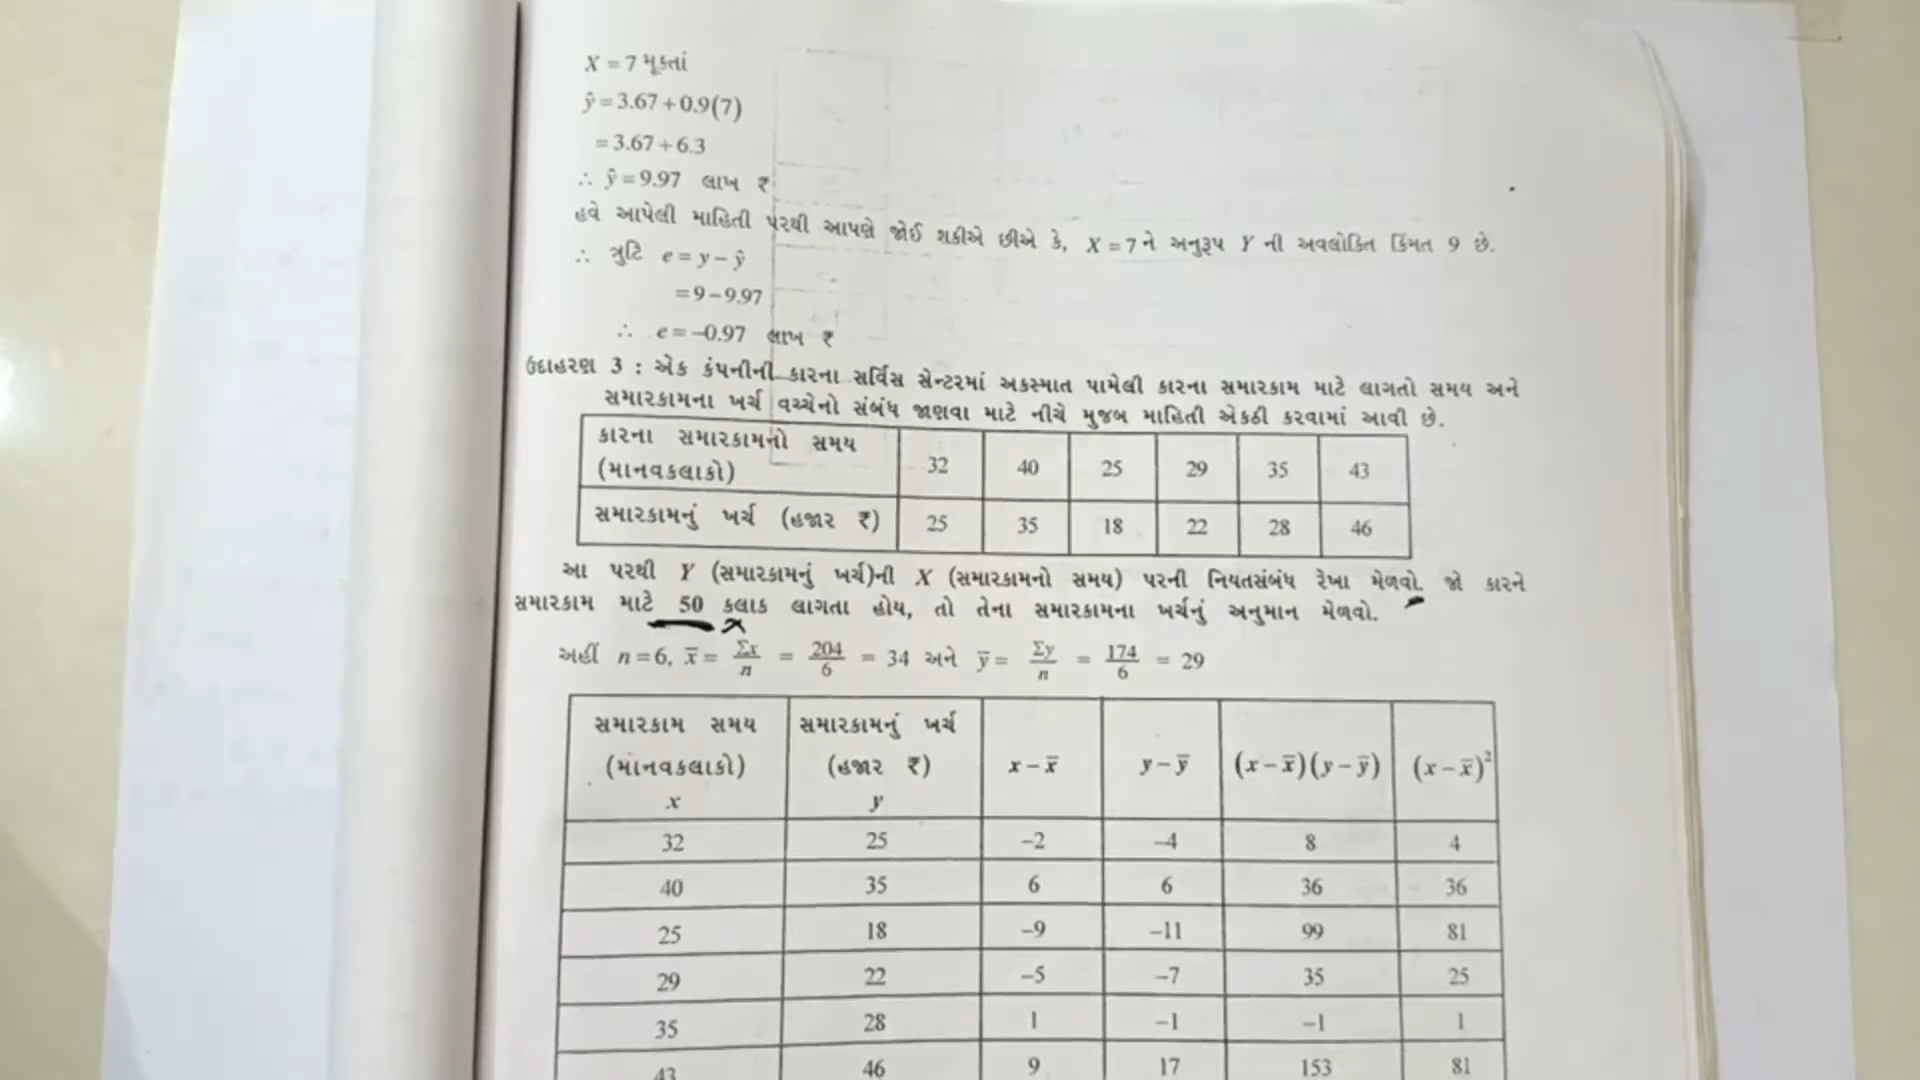 X = 7 મૂકતાં
ŷ = 3.67 + 0.9(7)
= 3.67 + 6.3
∴ ŷ = 9.97 લાખ ₹
હવે આપેલી માહિતી પરથી આપણે જોઈ શકીએ છીએ કે, X = 7 ને અનુરૂપ Y ની અવલોકિત કિંમત 9 છે.
∴ ત્રુટિ e = y − ŷ
= 9 − 9.97
∴ e = −0.97 લાખ ₹
ઉદાહરણ 3 : એક કંપનીની કારના સર્વિસ સેન્ટરમાં અકસ્માત પામેલી કારના સમારકામ માટે લાગતો સમય અને
સમારકામના ખર્ચ વચ્ચેનો સંબંધ જાણવા માટે નીચે મુજબ માહિતી એકઠી કરવામાં આવી છે.
કારના સમારકામનો સમય
(માનવકલાકો) 32 40 25 29 35 43
સમારકામનું ખર્ચ (હજાર ₹) 25 35 18 22 28 46
આ પરથી Y (સમારકામનું ખર્ચ)ની X (સમારકામનો સમય) પરની નિયતસંબંધ રેખા મેળવો. જો કારને
સમારકામ માટે 50 કલાક લાગતા હોય, તો તેના સમારકામના ખર્ચનું અનુમાન મેળવો.
અહીં n = 6, x̅ = Σx/n = 204/6 = 34 અને y̅ = Σy/n = 174/6 = 29
સમારકામ સમય સમારકામનું ખર્ચ
(માનવકલાકો) (હજાર ₹) x − x̅ y − y̅ (x − x̅)(y − y̅) (x − x̅)²
x y
32 25 −2 −4 8 4
40 35 6 6 36 36
25 18 −9 −11 99 81
29 22 −5 −7 35 25
35 28 1 −1 −1 1
43 46 9 17 153 81